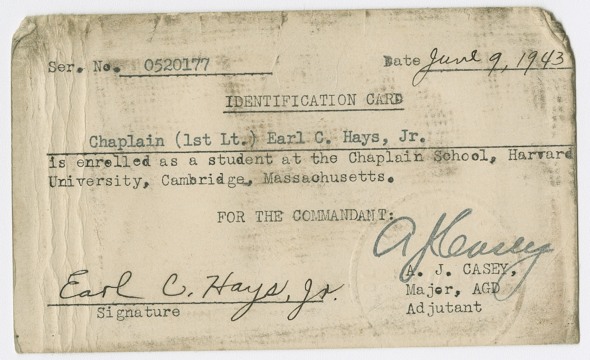 Ser. No. 0520177 Date June 9, 1943
IDENTIFICATION CARD
Chaplain (1st Lt.) Earl C. Hays, Jr.
is enrolled as a student at the Chaplain School, Harvard
University, Cambridge, Massachusetts.
FOR THE COMMANDANT:
A J Casey
Earl C. Hays, Jr.
A. J. CASEY,
Major, AGD
Signature
Adjutant